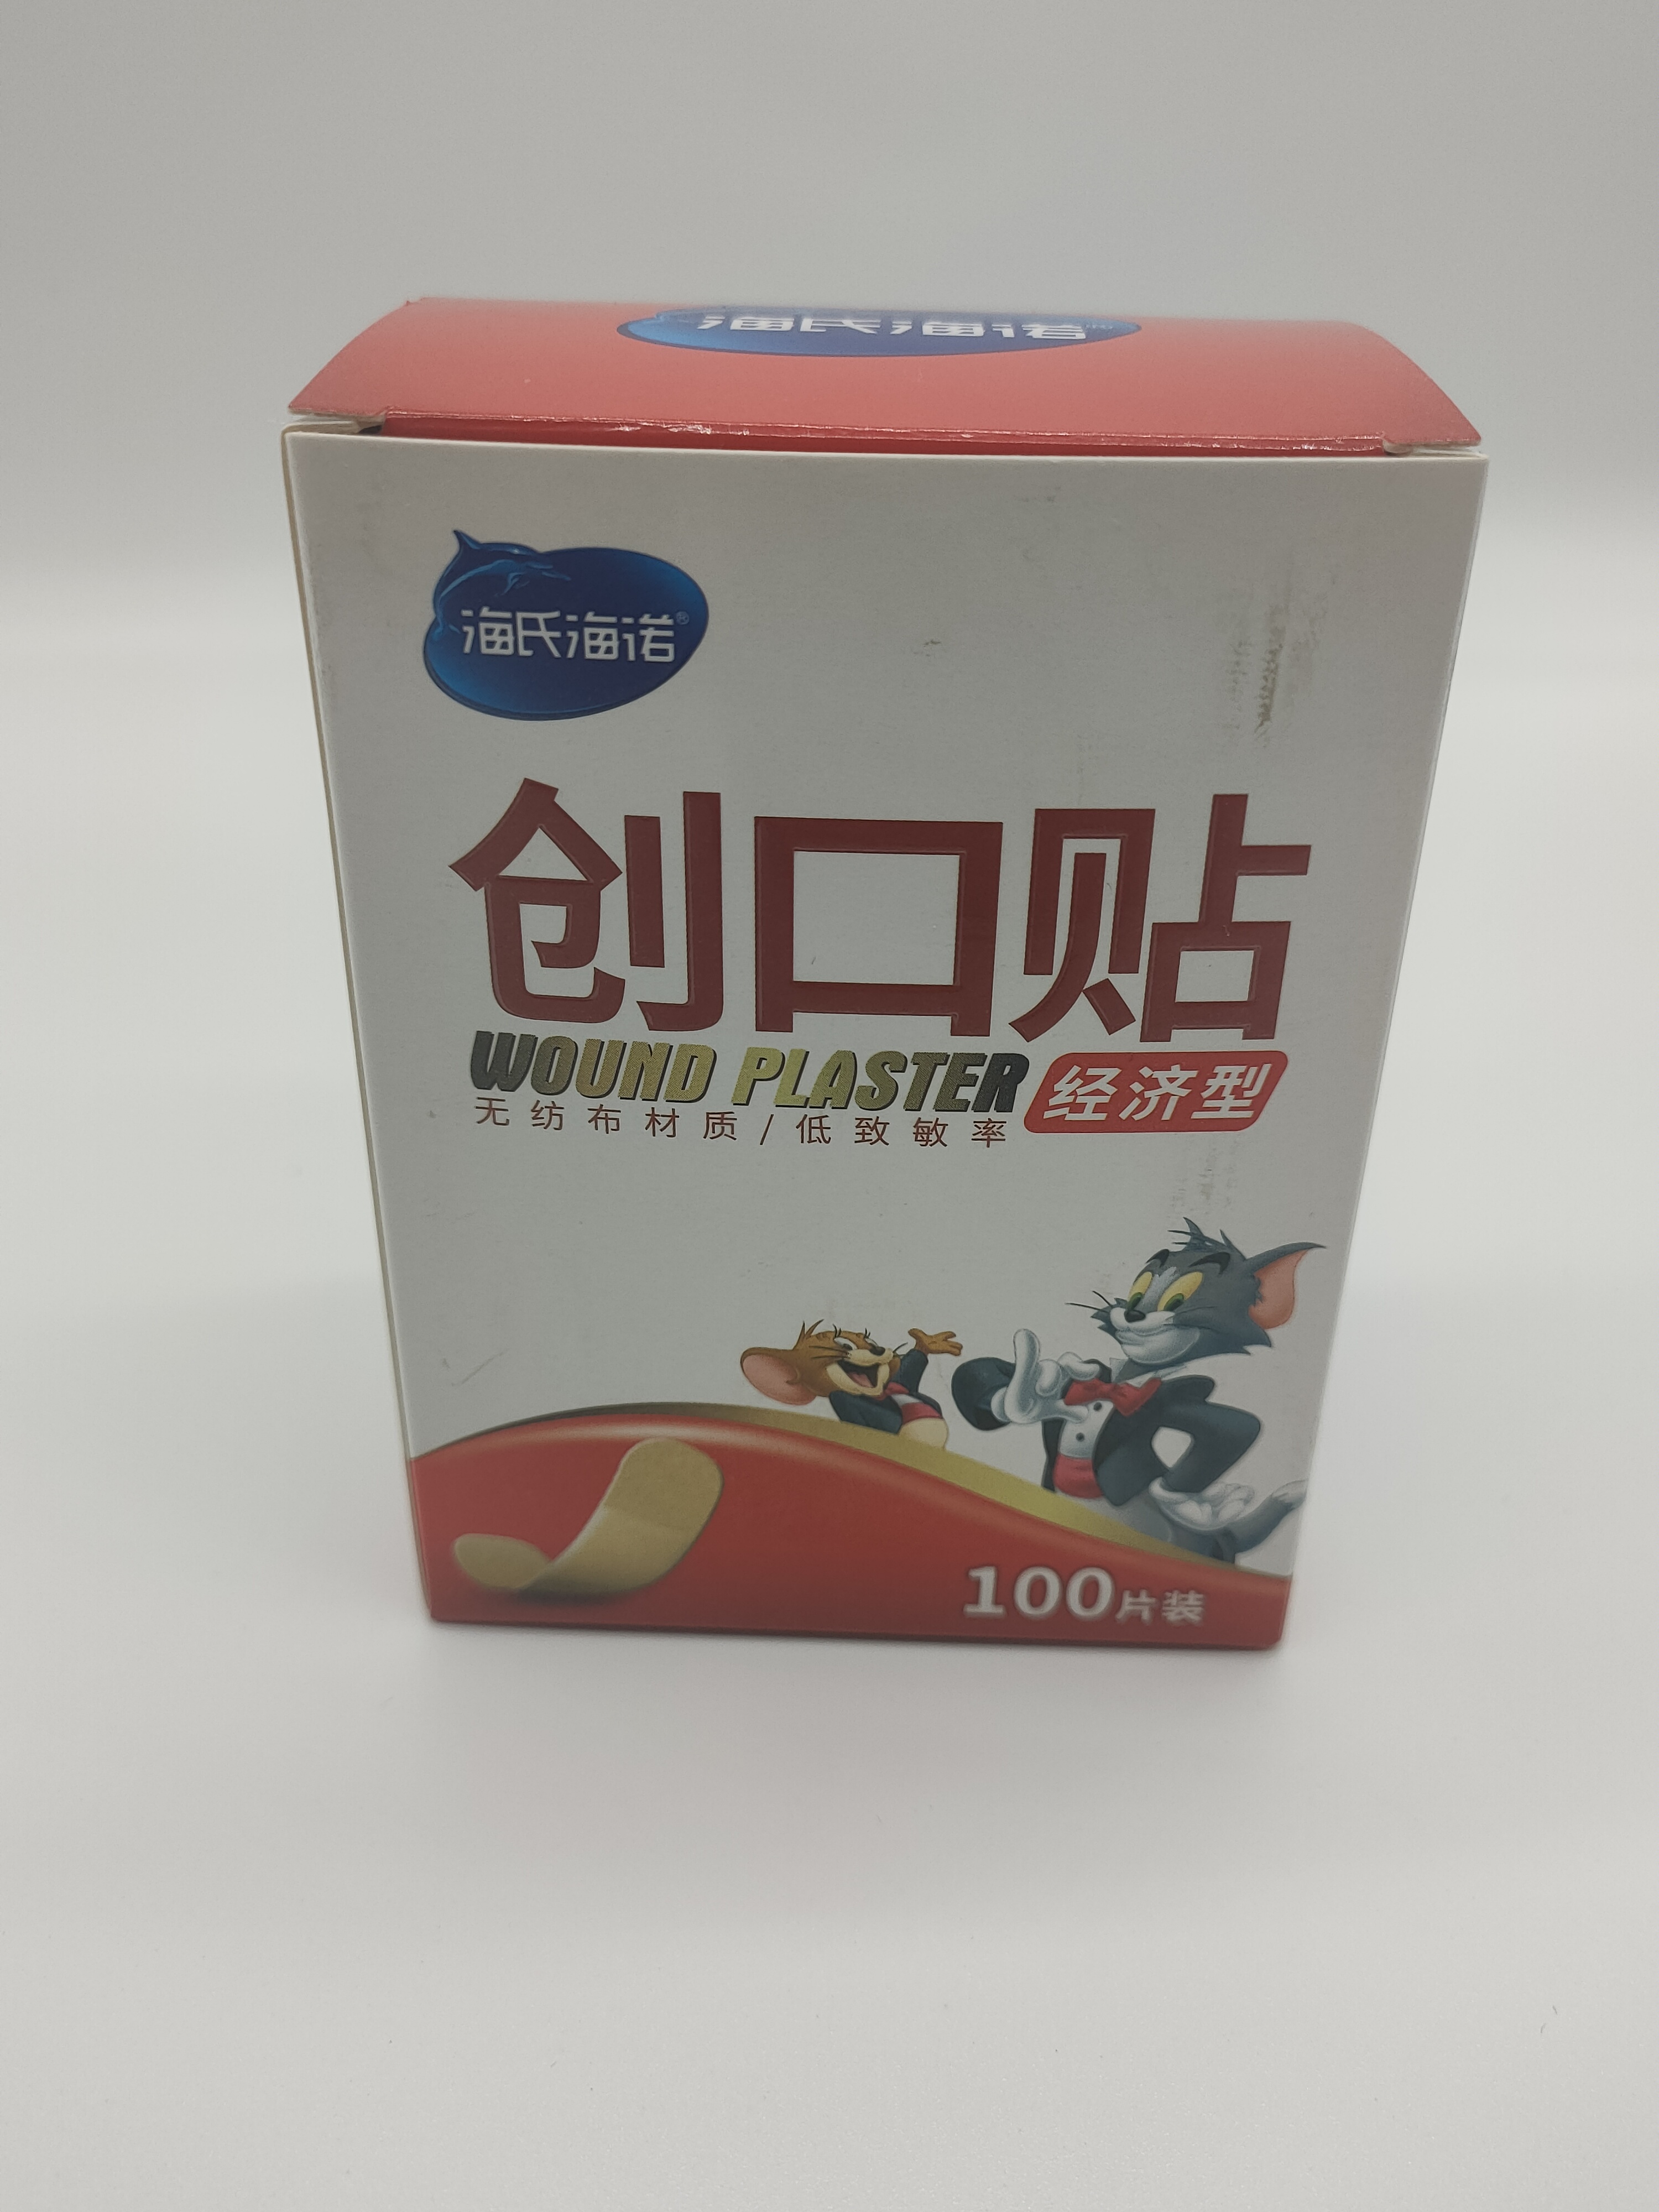 海氏海诺
海氏海诺®
创口贴
WOUND PLASTER 经济型
无纺布材质/低致敏率
100片装